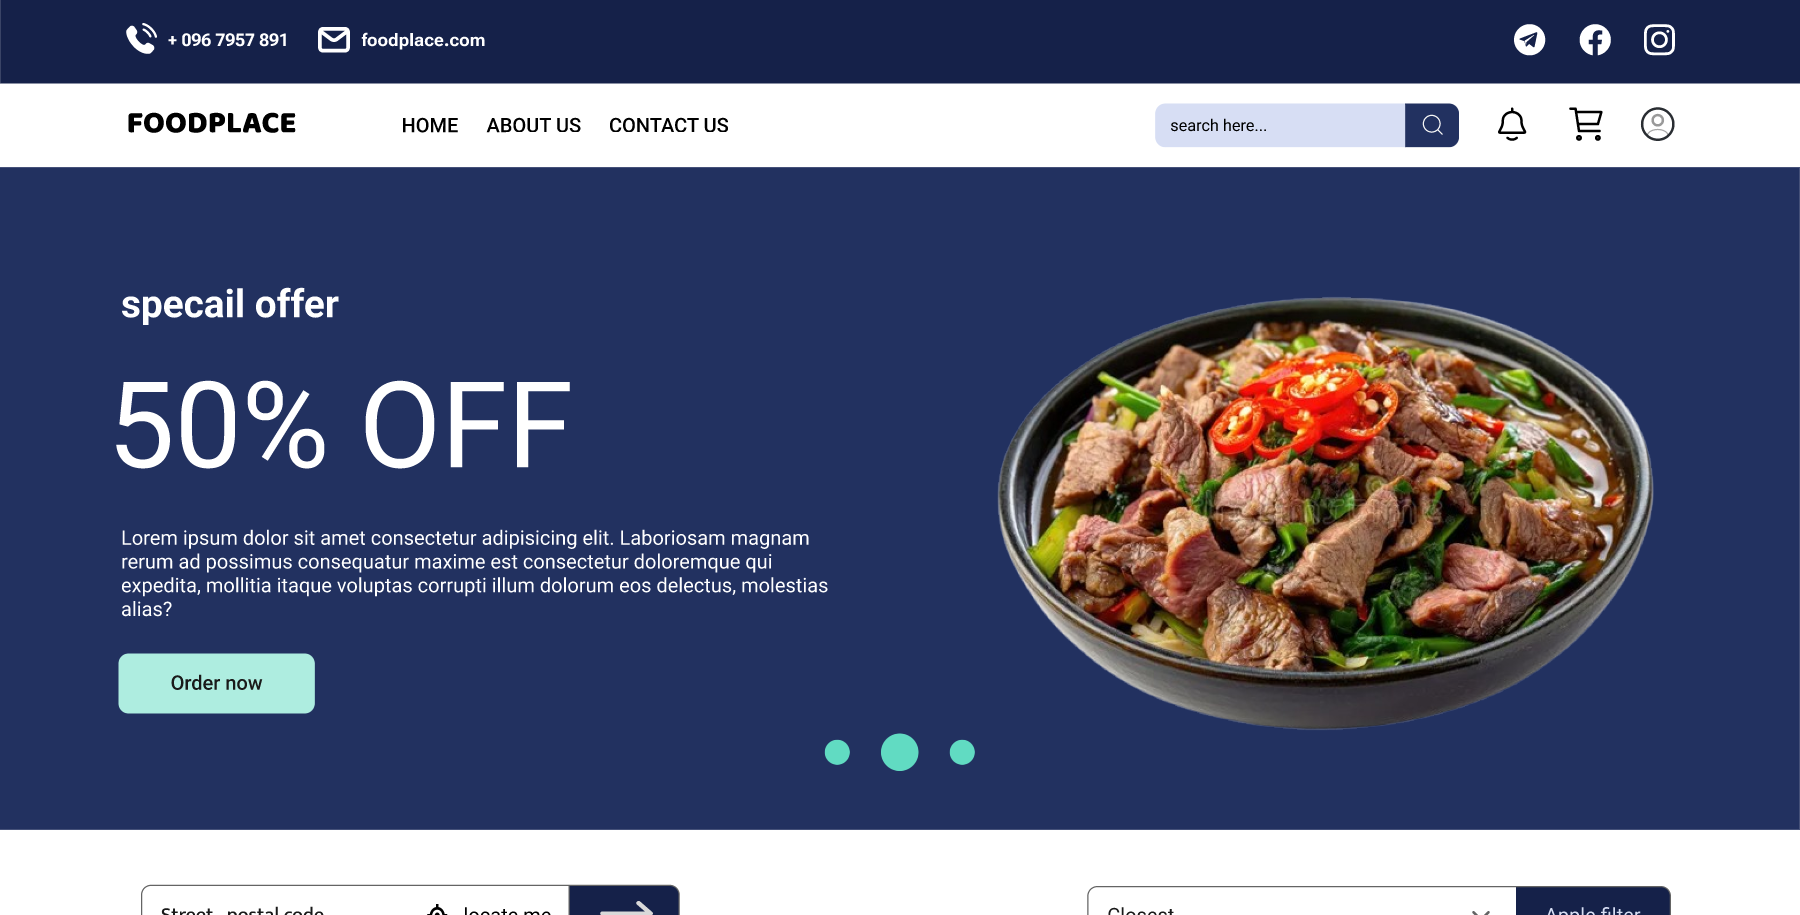 + 096 7957 891
foodplace.com
FOODPLACE
HOME
ABOUT US
CONTACT US
search here...
specail offer
50% OFF
Lorem ipsum dolor sit amet consectetur adipisicing elit. Laboriosam magnam
rerum ad possimus consequatur maxime est consectetur doloremque qui
expedita, mollitia itaque voluptas corrupti illum dolorum eos delectus, molestias
alias?
Order now
Street, postal code
locate me
Closest
Apple filter